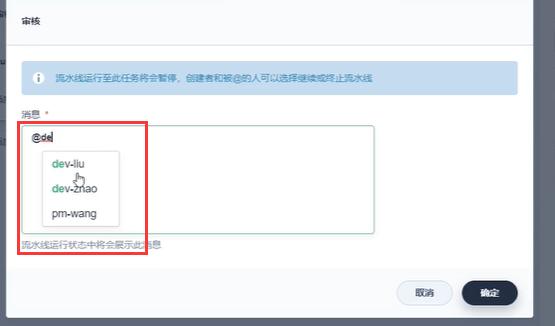 审核
流水线运行至此任务将会暂停，创建者和被@的人可以选择继续或终止流水线
消息 *
@de
dev-liu
dev-zhao
pm-wang
流水线运行状态中将会展示此消息
取消
确定